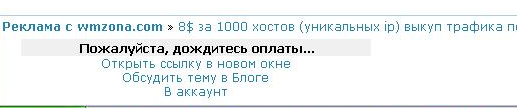 Реклама с wmzona.com » 8$ за 1000 хостов (уникальных ip) выкуп трафика
Пожалуйста, дождитесь оплаты...
Открыть ссылку в новом окне
Обсудить тему в Блоге
В аккаунт